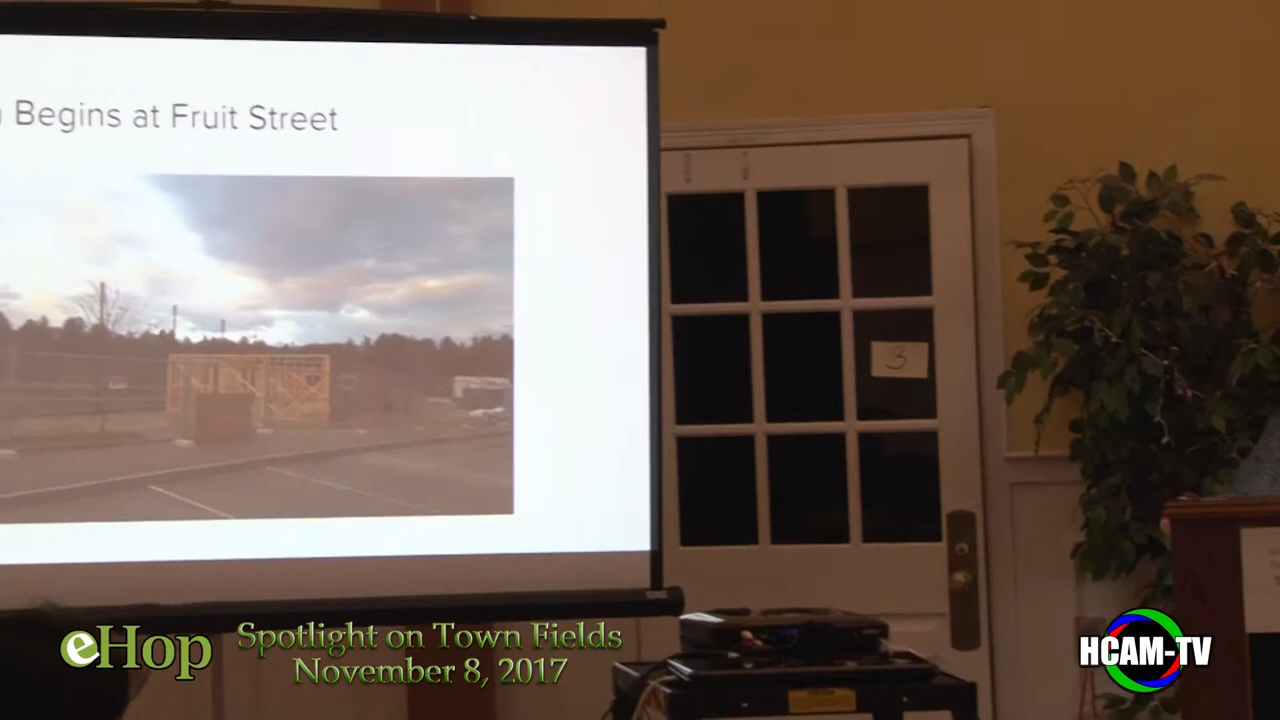 Begins at Fruit Street
3
eHop
Spotlight on Town Fields
November 8, 2017
HCAM-TV